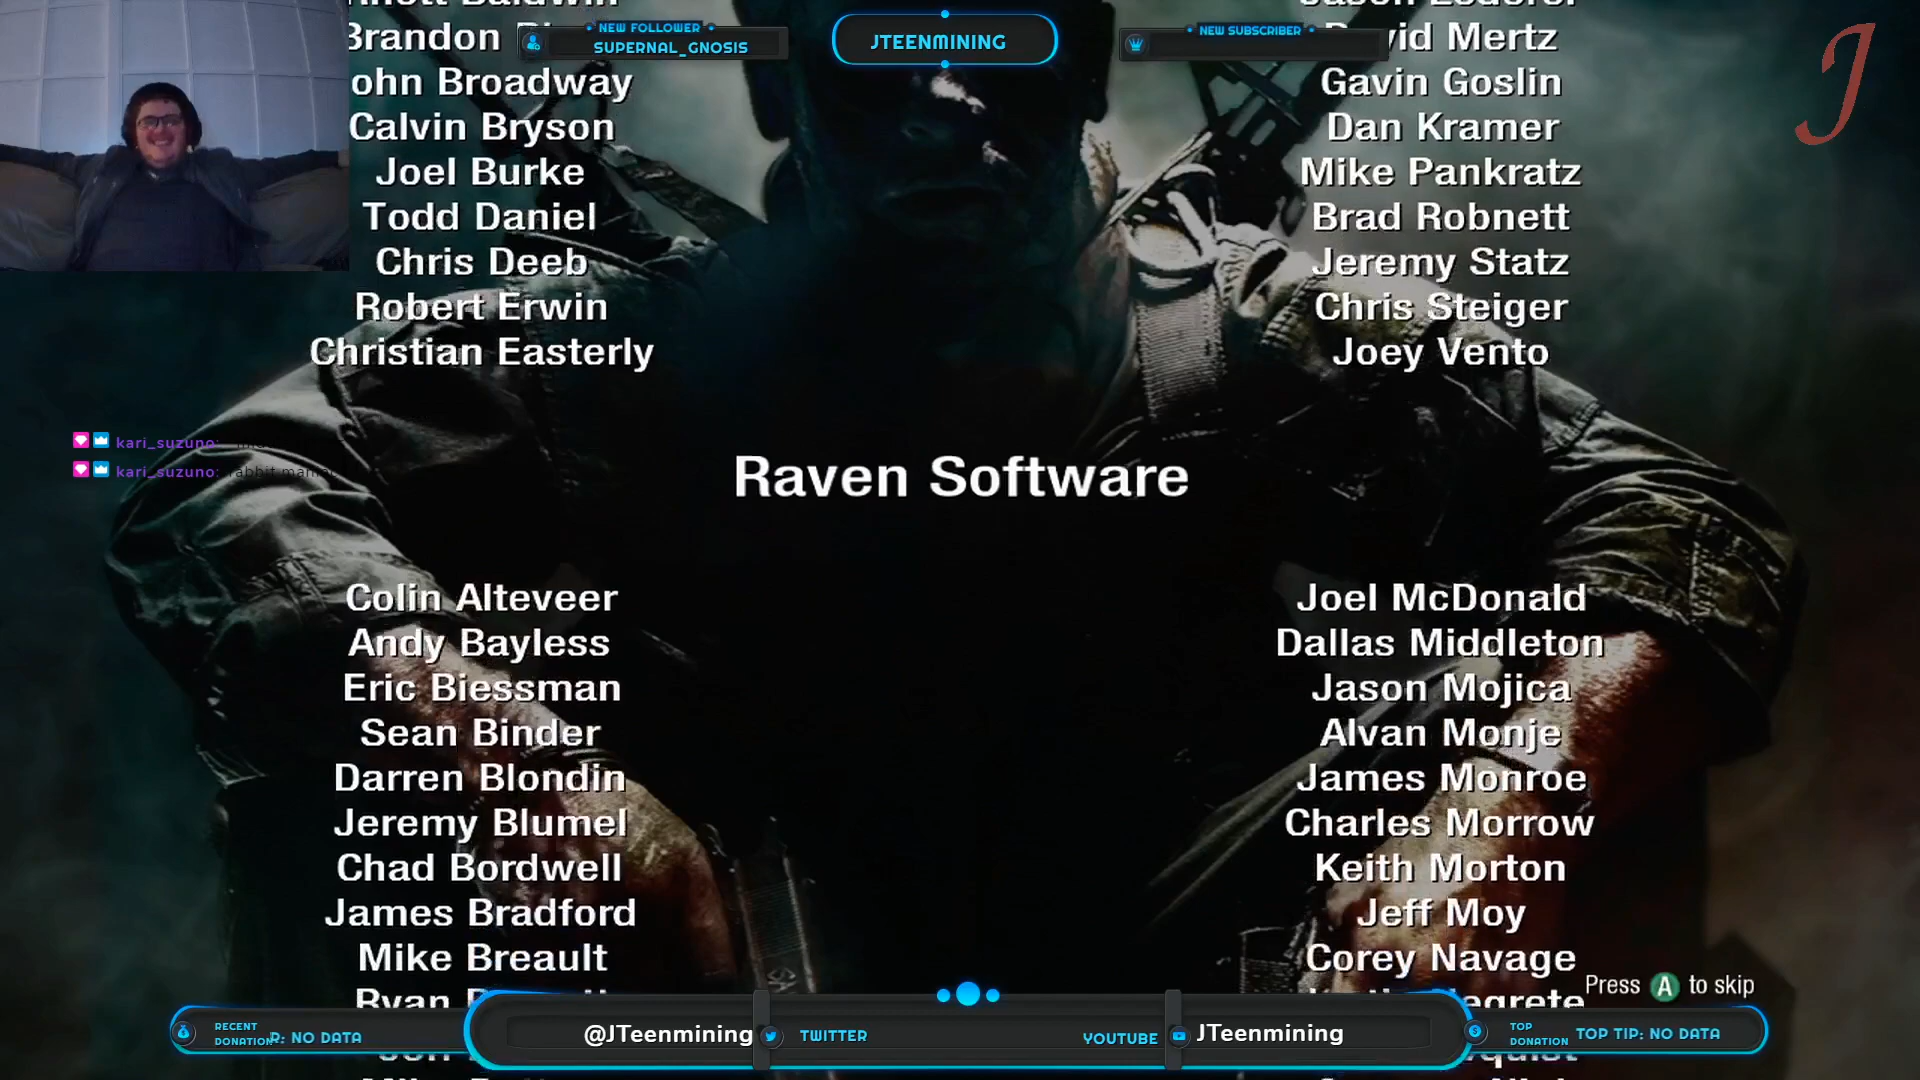 NEW FOLLOWER
SUPERNAL_GNOSIS
JTEENMINING
NEW SUBSCRIBER
J
Brandon
David Mertz
John Broadway
Gavin Goslin
Calvin Bryson
Dan Kramer
Joel Burke
Mike Pankratz
Todd Daniel
Brad Robnett
Chris Deeb
Jeremy Statz
Robert Erwin
Chris Steiger
Christian Easterly
Joey Vento
kari_suzuno:
kari_suzuno: rabbit
Raven Software
Colin Alteveer
Joel McDonald
Andy Bayless
Dallas Middleton
Eric Biessman
Jason Mojica
Sean Binder
Alvan Monje
Darren Blondin
James Monroe
Jeremy Blumel
Charles Morrow
Chad Bordwell
Keith Morton
James Bradford
Jeff Moy
Mike Breault
Corey Navage
Press A to skip
Ryan
RECENT
DONATION
R: NO DATA
@JTeenmining
TWITTER
YOUTUBE
JTeenmining
TOP
DONATION
TOP TIP: NO DATA